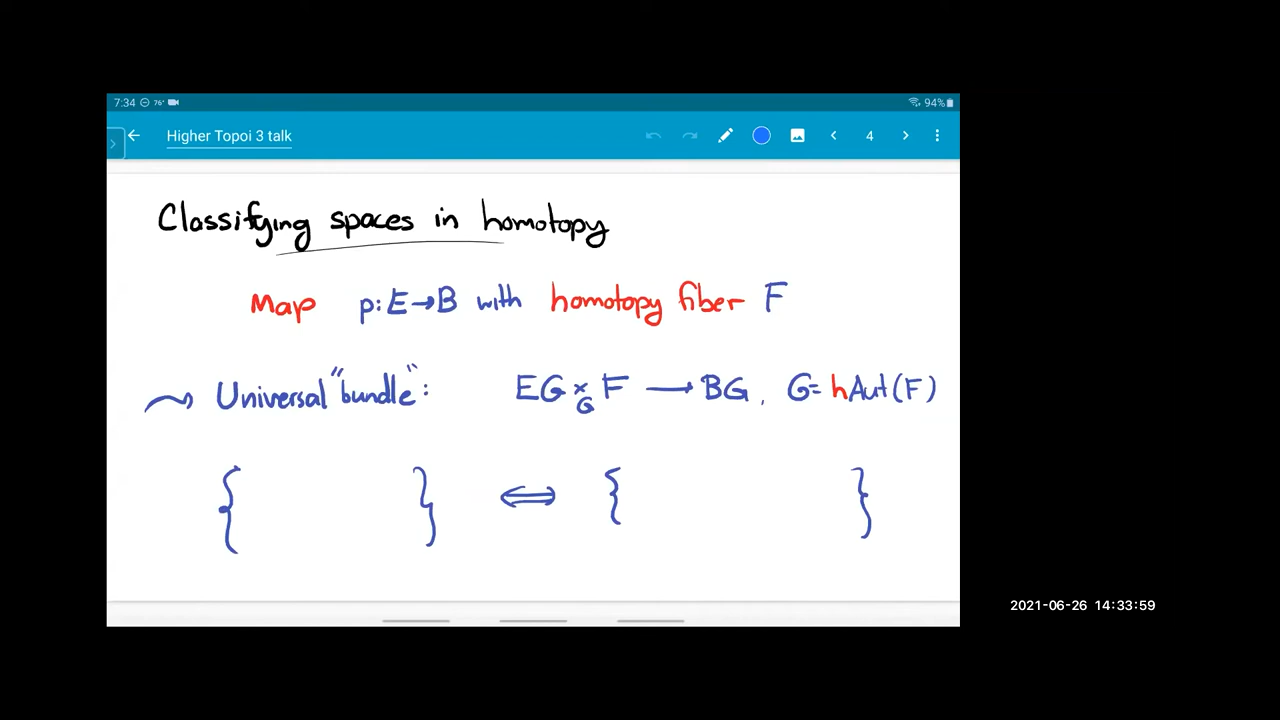 7:34 76° 94%
Higher Topoi 3 talk 4
Classifying spaces in homotopy
Map p: E→B with homotopy fiber F
⇝ Universal "bundle": EG ×_G F → BG, G = hAut(F)
{ } ⇔ { }
2021-06-26 14:33:59